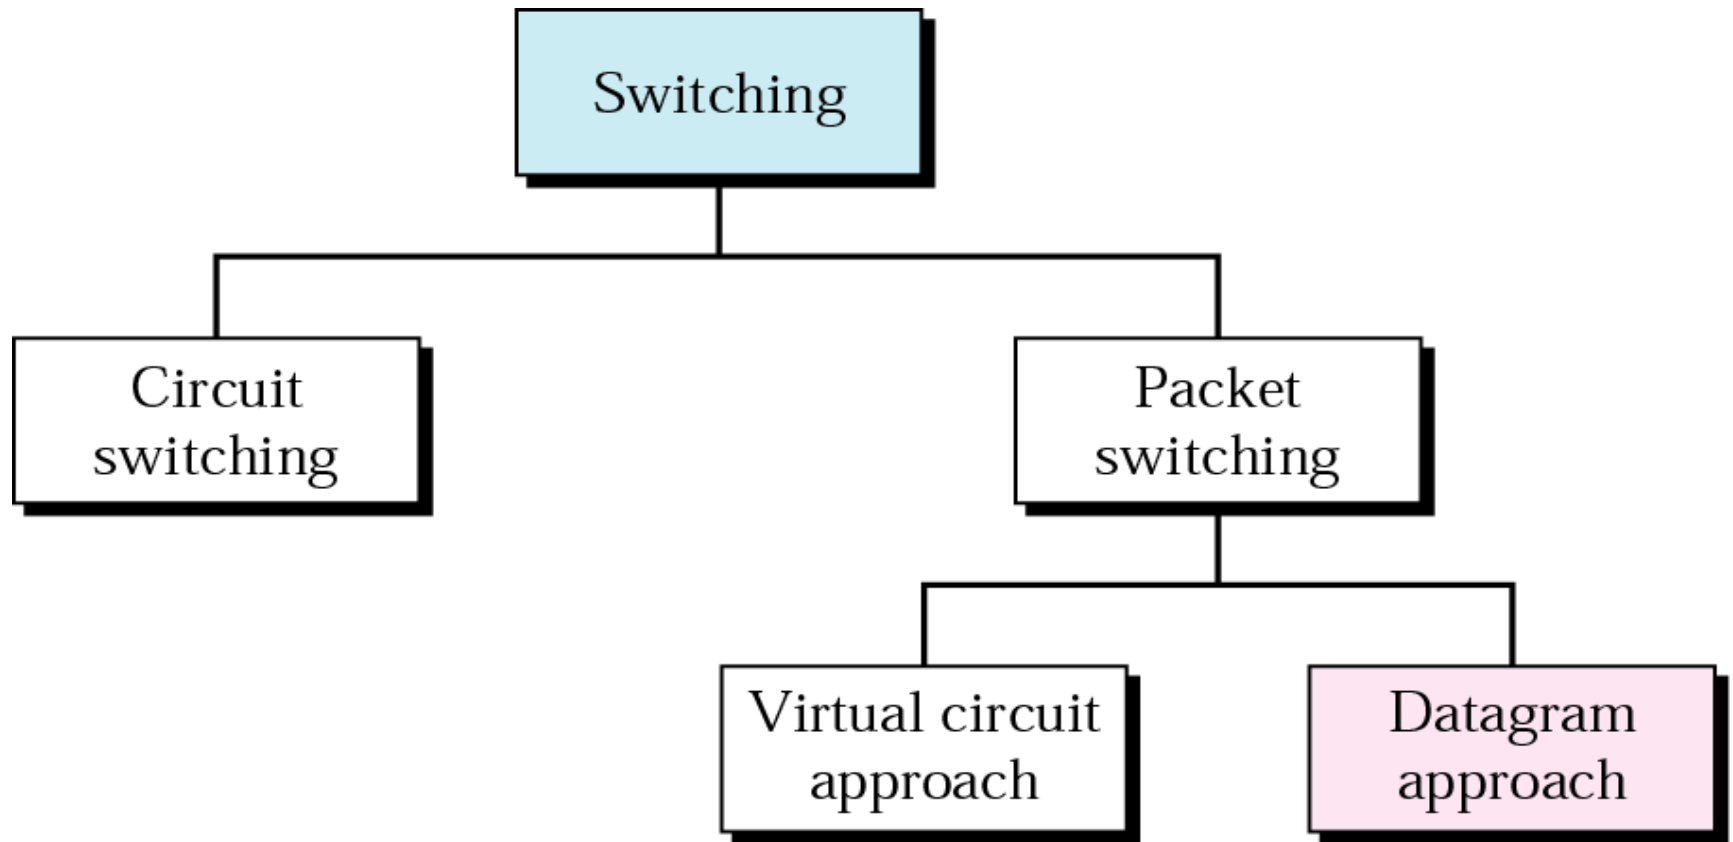 Switching
Circuit
switching
Packet
switching
Virtual circuit
approach
Datagram
approach